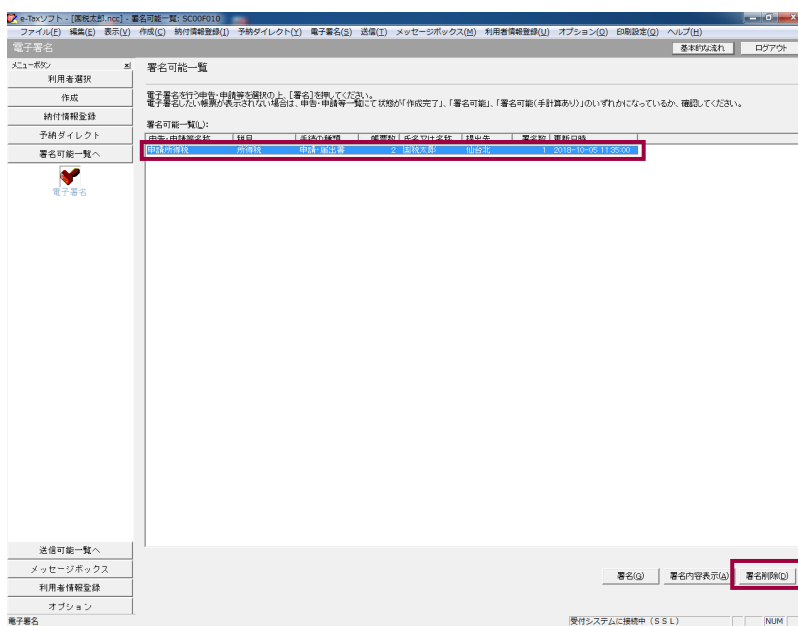 e-Taxソフト - [国税太郎.ncc] - 署名可能一覧: SC00F010
ファイル(F) 編集(E) 表示(V) 作成(C) 納付情報登録(I) 予納ダイレクト(Y) 電子署名(S) 送信(T) メッセージボックス(M) 利用者情報登録(U) オプション(O) 印刷設定(Q) ヘルプ(H)
電子署名 基本的な流れ ログアウト
メニューボタン
利用者選択
作成
納付情報登録
予納ダイレクト
署名可能一覧へ
電子署名
署名可能一覧
電子署名を行う申告・申請等を選択の上、[署名]を押してください。
電子署名したい帳票が表示されない場合は、申告・申請等一覧にて状態が「作成完了」、「署名可能」、「署名可能(手計算あり)」のいずれかになっているか、確認してください。
署名可能一覧(L):
申告・申請等名称 税目 手続の種類 帳票数 氏名又は名称 提出先 署名数 更新日時
申請所得税 所得税 申請・届出書 2 国税太郎 仙台北 1 2018-10-05 11:35:00
送信可能一覧へ
メッセージボックス
利用者情報登録
オプション
署名(G) 署名内容表示(A) 署名削除(D)
電子署名 受付システムに接続中(SSL) NUM